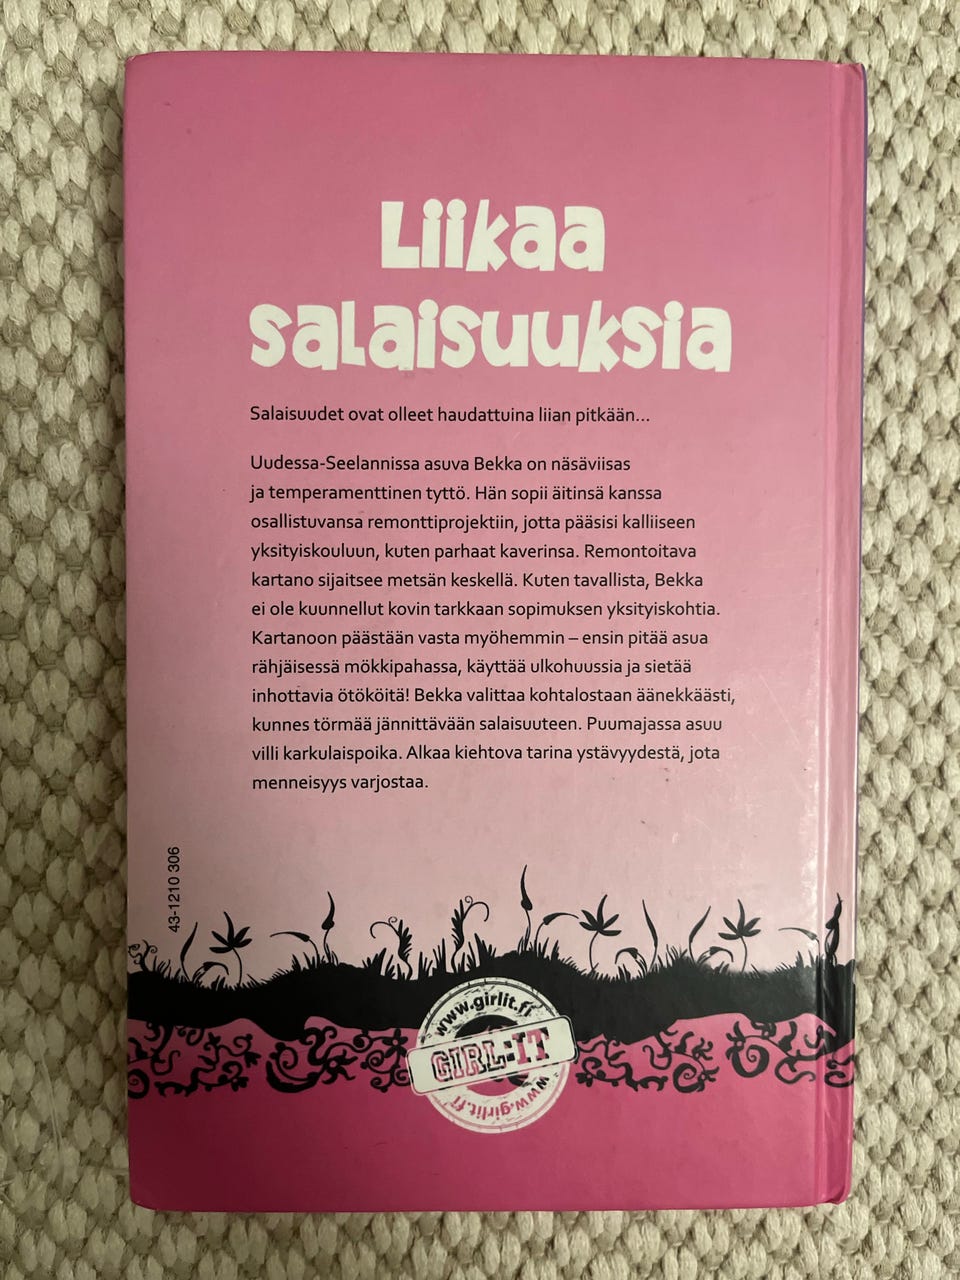 Liikaa
salaisuuksia
Salaisuudet ovat olleet haudattuina liian pitkään...
Uudessa-Seelannissa asuva Bekka on näsäviisas
ja temperamenttinen tyttö. Hän sopii äitinsä kanssa
osallistuvansa remonttiprojektiin, jotta pääsisi kalliiseen
yksityiskouluun, kuten parhaat kaverinsa. Remontoitava
kartano sijaitsee metsän keskellä. Kuten tavallista, Bekka
ei ole kuunnellut kovin tarkkaan sopimuksen yksityiskohtia.
Kartanoon päästään vasta myöhemmin – ensin pitää asua
rähjäisessä mökkipahassa, käyttää ulkohuussia ja sietää
inhottavia ötököitä! Bekka valittaa kohtalostaan äänekkäästi,
kunnes törmää jännittävään salaisuuteen. Puumajassa asuu
villi karkulaispoika. Alkaa kiehtova tarina ystävyydestä, jota
menneisyys varjostaa.
43-1210 306
www.girlit.fi
GIRL:IT
www.girlit.fi